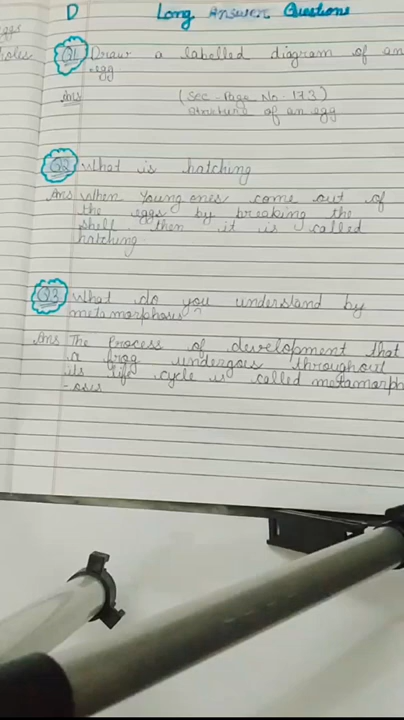 eggs
holes
D Long Answer Questions
Q1 Draw a labelled diagram of an
egg
Ans (See Page No. 173)
structure of an egg
Q2 What is hatching
Ans When young ones come out of
the eggs by breaking the
shell then it is called
hatching
Q3 What do you understand by
metamorphosis?
Ans The Process of development that
a frog undergoes throughout
its life cycle is called metamorph
-osis